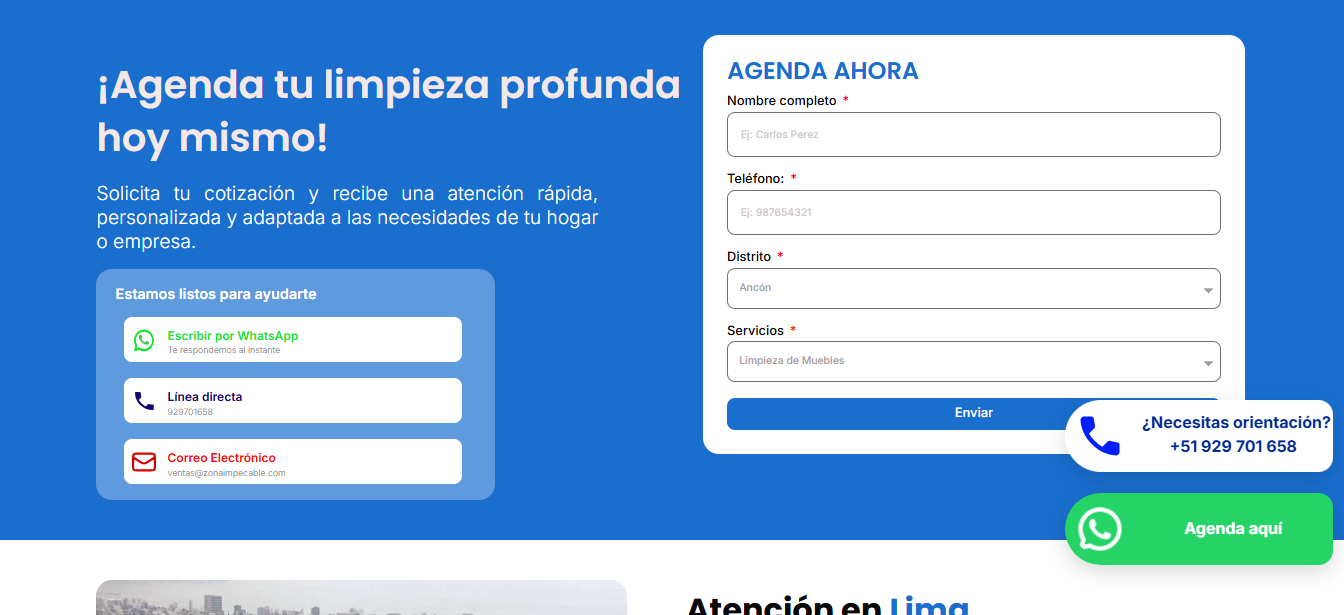 ¡Agenda tu limpieza profunda
hoy mismo!
Solicita tu cotización y recibe una atención rápida,
personalizada y adaptada a las necesidades de tu hogar
o empresa.
Estamos listos para ayudarte
Escribir por WhatsApp
Te respondemos al instante
Línea directa
929701658
Correo Electrónico
ventas@zonaimpecable.com
AGENDA AHORA
Nombre completo *
Ej: Carlos Perez
Teléfono: *
Ej: 987654321
Distrito *
Ancón
Servicios *
Limpieza de Muebles
Enviar
¿Necesitas orientación?
+51 929 701 658
Agenda aquí
Atención en Lima